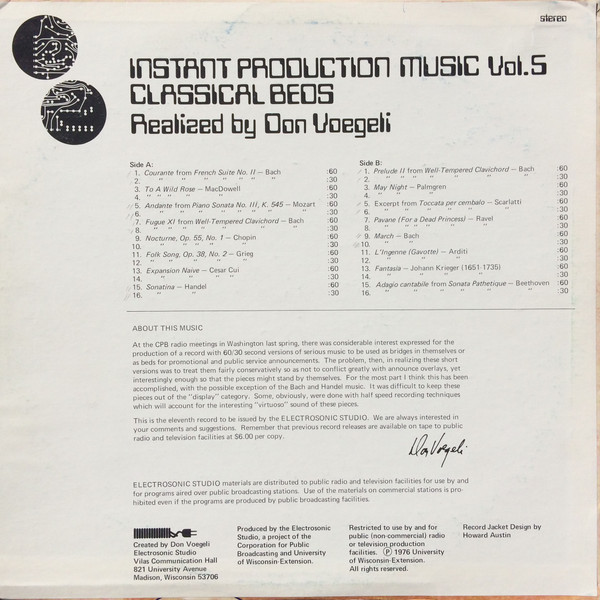 stereo
INSTANT PRODUCTION MUSIC Vol.5
CLASSICAL BEDS
Realized by Don Voegeli
Side A:
1. Courante from French Suite No. II – Bach :60
2. " " " " " " " :30
3. To A Wild Rose – MacDowell :60
4. " " " " :30
5. Andante from Piano Sonata No. III, K. 545 – Mozart :60
6. " " " " " " " :30
7. Fugue XI from Well-Tempered Clavichord – Bach :60
8. " " " " " " :30
9. Nocturne, Op. 55, No. 1 – Chopin :60
10. " " " " " :30
11. Folk Song, Op. 38, No. 2 – Grieg :60
12. " " " " " " :30
13. Expansion Naive – Cesar Cui :60
14. " " " " :30
15. Sonatina – Handel :60
16. " " :30
Side B:
1. Prelude II from Well-Tempered Clavichord – Bach :60
2. " " " " " " " :30
3. May Night – Palmgren :60
4. " " " :30
5. Excerpt from Toccata per cembalo – Scarlatti :60
6. " " " " " " :30
7. Pavane (For a Dead Princess) – Ravel :60
8. " " " " " " :30
9. March – Bach :60
10. " " :30
11. L'Ingenne (Gavotte) – Arditi :60
12. " " " :30
13. Fantasia – Johann Krieger (1651-1735) :60
14. " " " " :30
15. Adagio cantabile from Sonata Pathetique – Beethoven :60
16. " " " " " " :30
ABOUT THIS MUSIC
At the CPB radio meetings in Washington last spring, there was considerable interest expressed for the
production of a record with 60/30 second versions of serious music to be used as bridges in themselves or
as beds for promotional and public service announcements. The problem, then, in realizing these short
versions was to treat them fairly conservatively so as not to conflict greatly with announce overlays, yet
interestingly enough so that the pieces might stand by themselves. For the most part I think this has been
accomplished, with the possible exception of the Bach and Handel music. It was difficult to keep these
pieces out of the "display" category. Some, obviously, were done with half speed recording techniques
which will account for the interesting "virtuoso" sound of these pieces.
This is the eleventh record to be issued by the ELECTROSONIC STUDIO. We are always interested in
your comments and suggestions. Remember that previous record releases are available on tape to public
radio and television facilities at $6.00 per copy.
Don Voegeli
ELECTROSONIC STUDIO materials are distributed to public radio and television facilities for use by and
for programs aired over public broadcasting stations. Use of the materials on commercial stations is pro-
hibited even if the programs are produced by public broadcasting facilities.
Created by Don Voegeli
Electrosonic Studio
Vilas Communication Hall
821 University Avenue
Madison, Wisconsin 53706
Produced by the Electrosonic
Studio, a project of the
Corporation for Public
Broadcasting and University
of Wisconsin-Extension.
Restricted to use by and for
public (non-commercial) radio
or television production
facilities. Ⓟ 1976 University
of Wisconsin-Extension.
All rights reserved.
Record Jacket Design by
Howard Austin